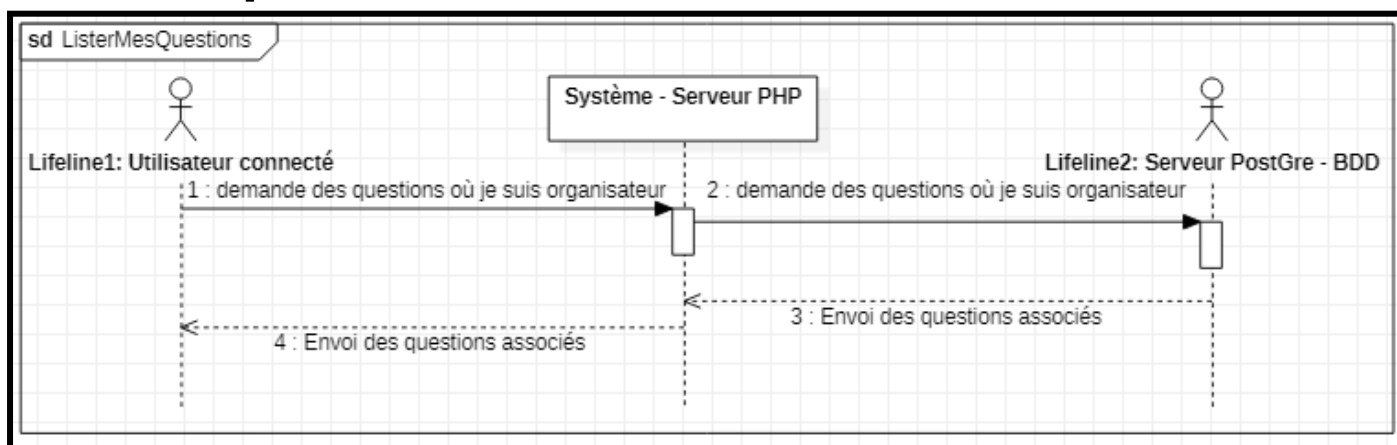 sd ListerMesQuestions
Système - Serveur PHP
Lifeline1: Utilisateur connecté
Lifeline2: Serveur PostGre - BDD
1 : demande des questions où je suis organisateur
2 : demande des questions où je suis organisateur
3 : Envoi des questions associés
4 : Envoi des questions associés